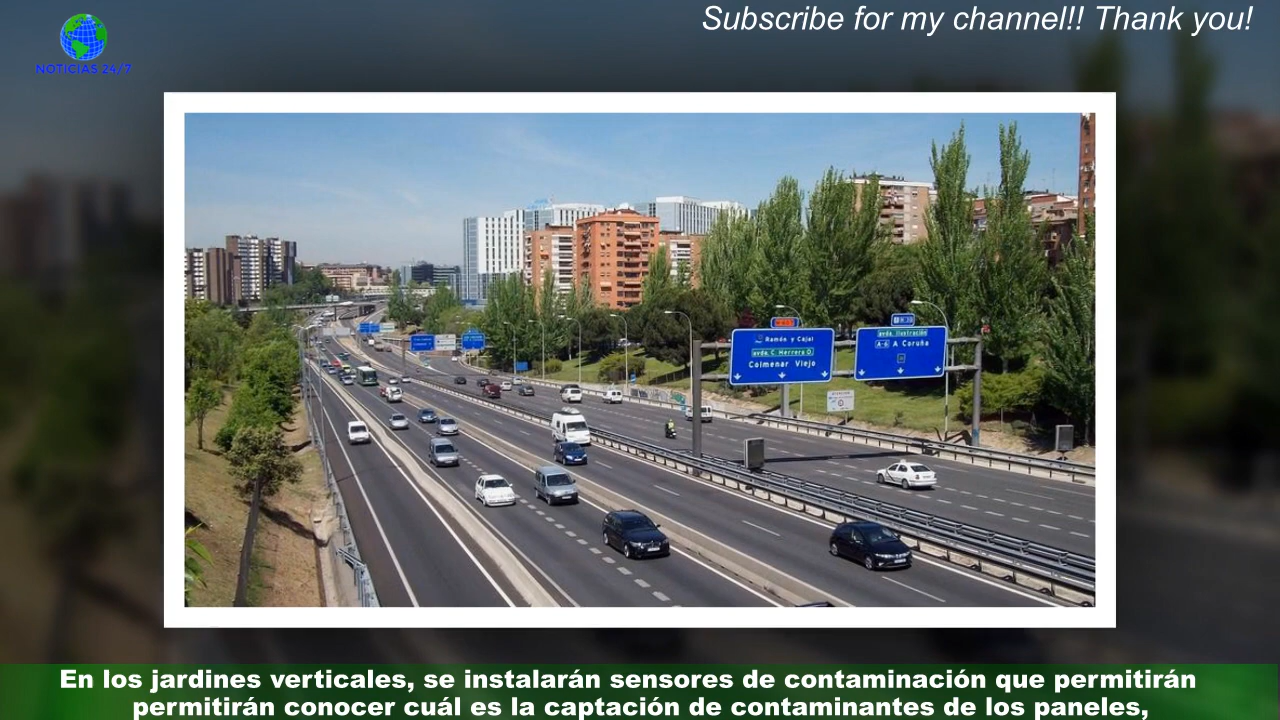 Subscribe for my channel!! Thank you!
NOTICIAS 24/7
Ramón y Cajal
avda. C. Herrera O.
Colmenar Viejo
avda. Ilustración
A-6 A Coruña
En los jardines verticales, se instalarán sensores de contaminación que permitirán
permitirán conocer cuál es la captación de contaminantes de los paneles,